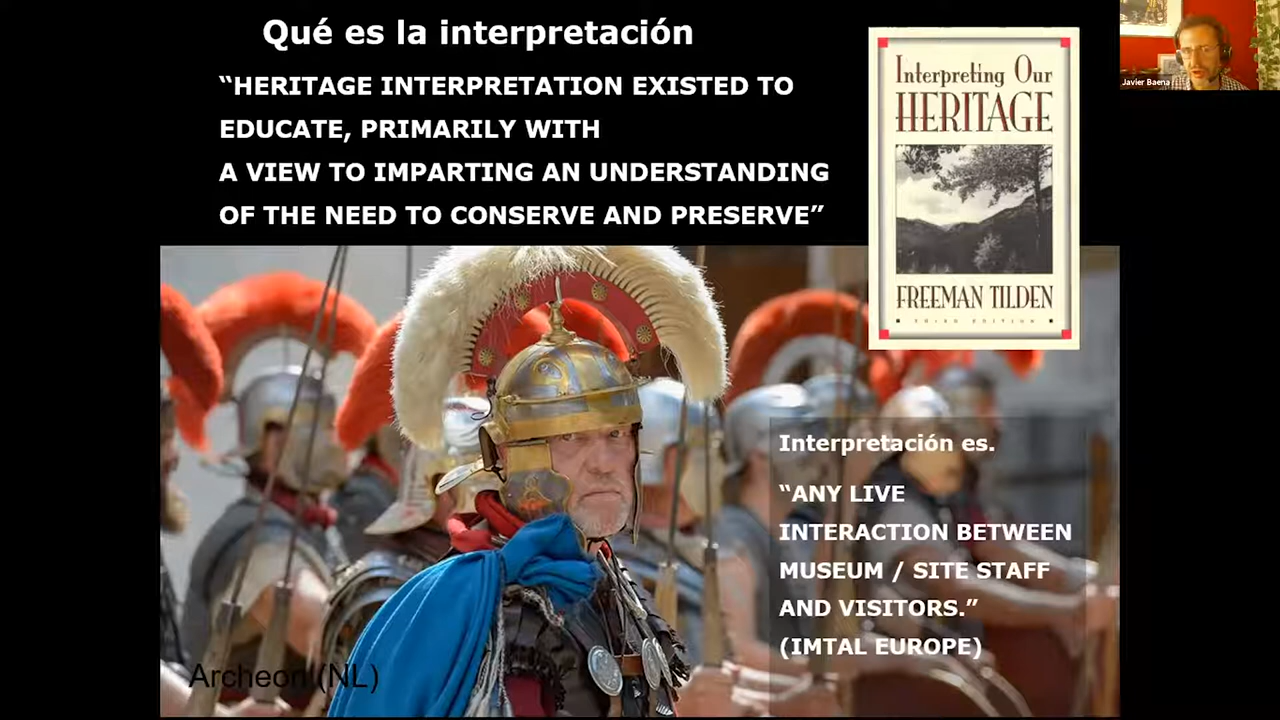 Qué es la interpretación
“HERITAGE INTERPRETATION EXISTED TO
EDUCATE, PRIMARILY WITH
A VIEW TO IMPARTING AN UNDERSTANDING
OF THE NEED TO CONSERVE AND PRESERVE”
Interpreting Our
HERITAGE
FREEMAN TILDEN
THIRD EDITION
Javier Baena
Interpretación es.
“ANY LIVE
INTERACTION BETWEEN
MUSEUM / SITE STAFF
AND VISITORS.”
(IMTAL EUROPE)
Archeon (NL)